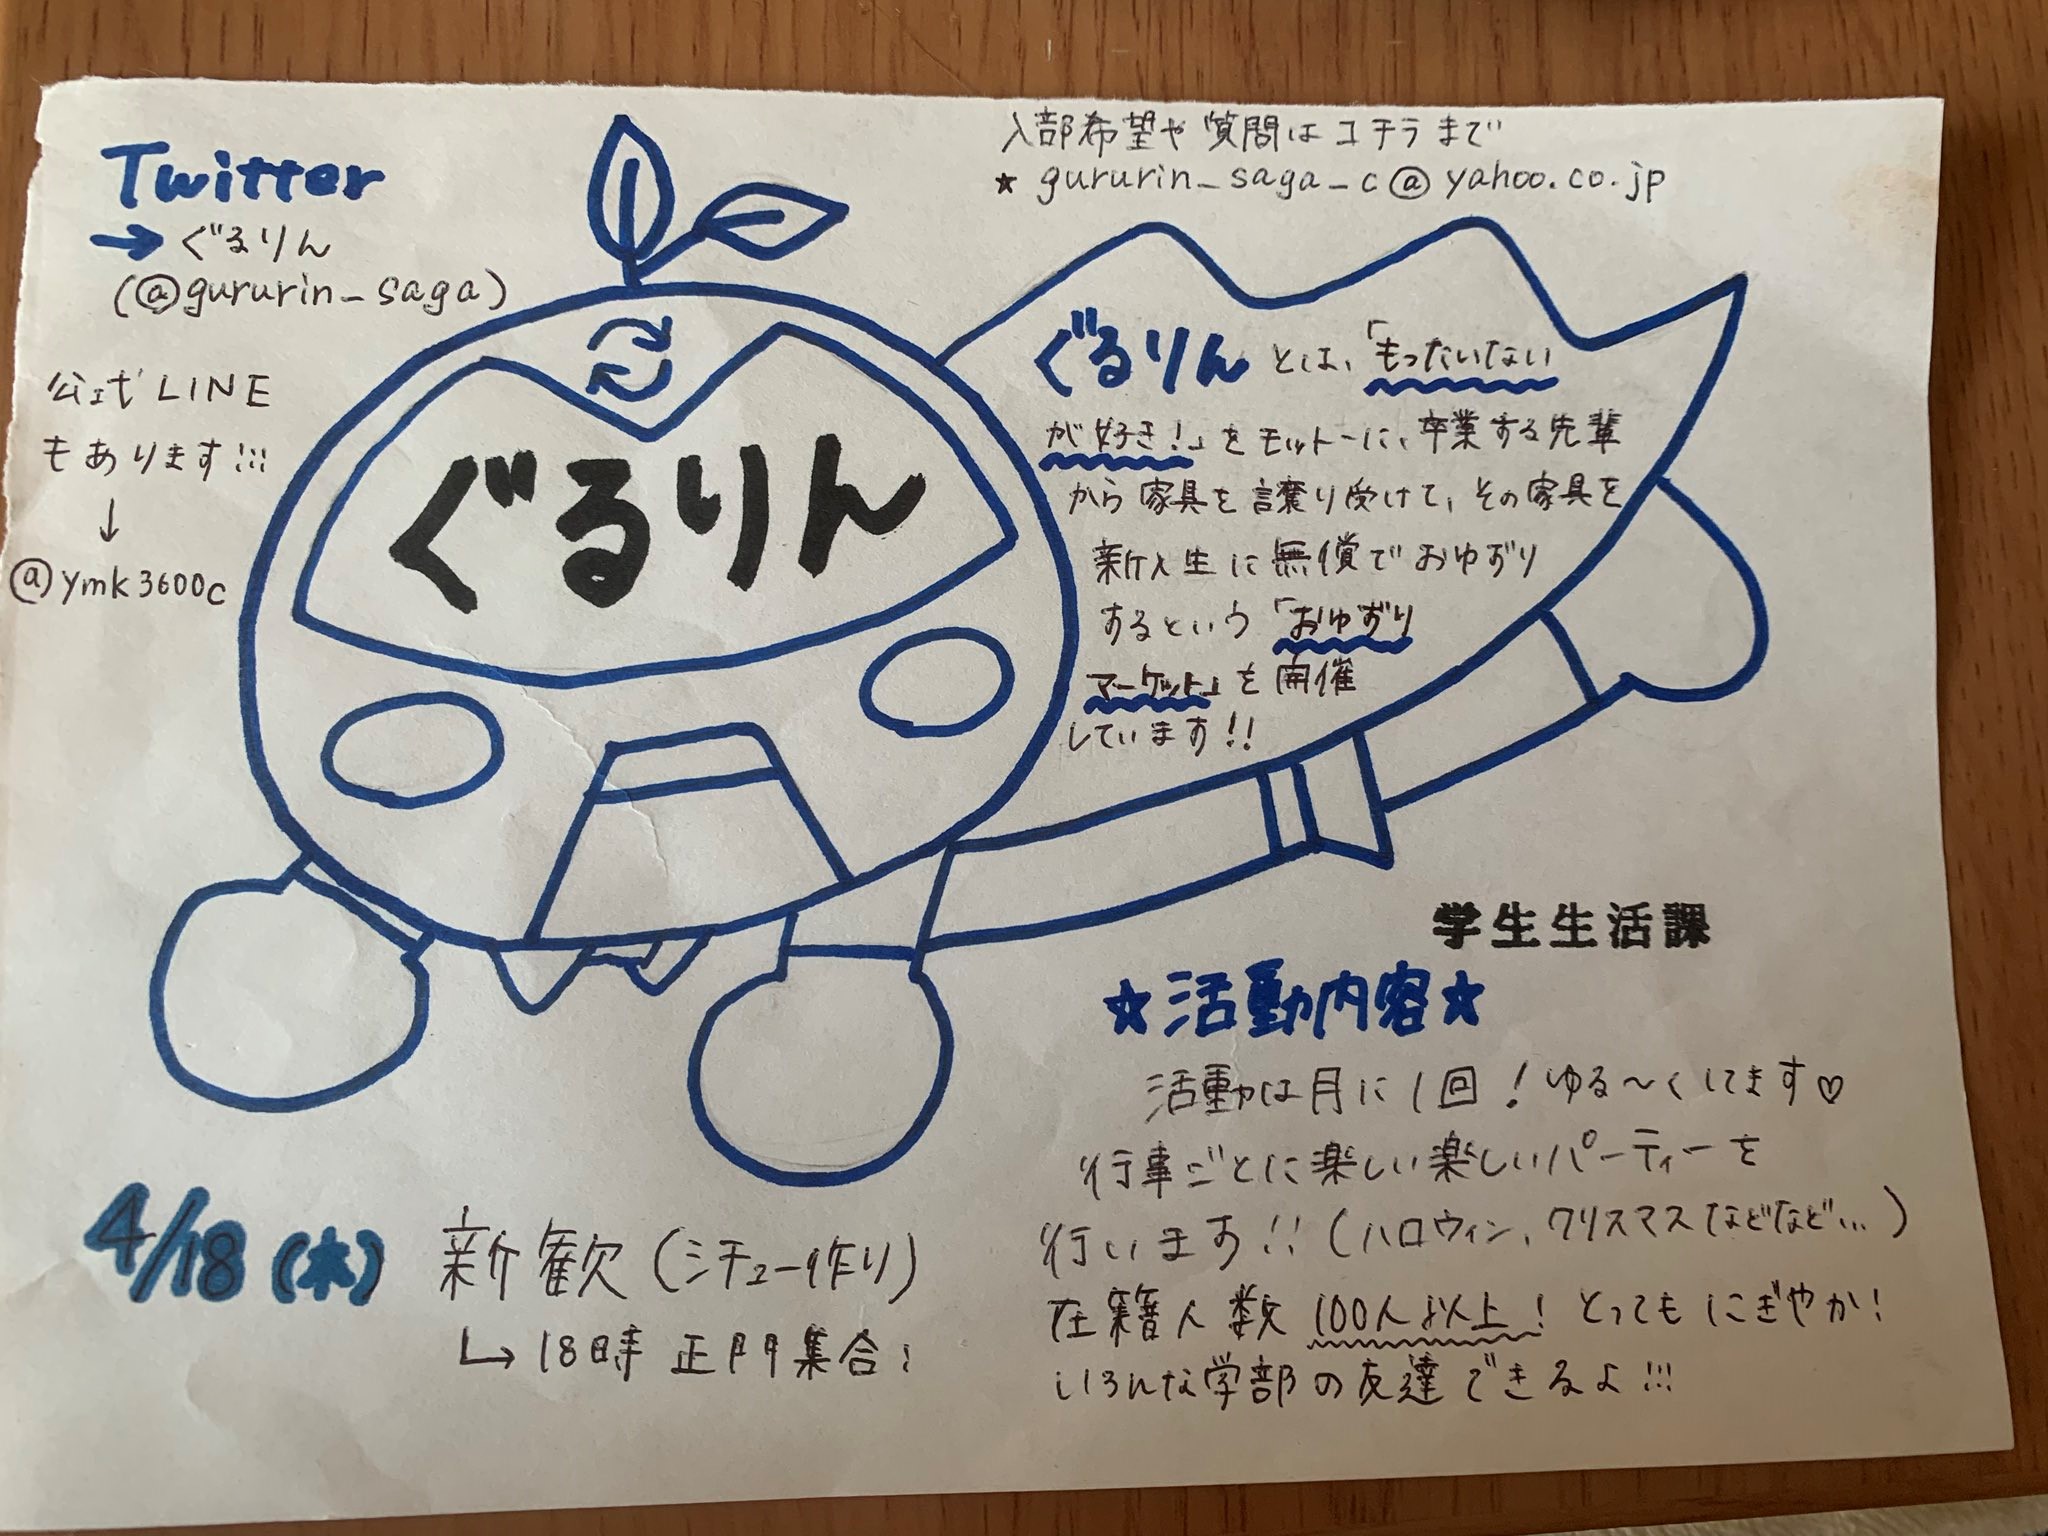 Twitter
→ぐるりん
(@gururin_saga)
公式LINE
もあります!!!
↓
@ymk3600c
入部希望や質問はコチラまで
★ gururin_saga_c@yahoo.co.jp
ぐるりん
ぐるりんとは、「もったいない
が好き!」をモットーに、卒業する先輩
から家具を譲り受けて、その家具を
新入生に無償でおゆずり
するという「おゆずり
マーケット」を開催
しています!!
学生生活課
☆活動内容☆
活動は月に1回!ゆる〜くしてます♡
行事ごとに楽しい楽しいパーティーを
行います!!(ハロウィン、クリスマスなどなど...)
在籍人数100人以上!とってもにぎやか!
いろんな学部の友達できるよ!!!
4/18(木) 新歓(シチュー作り)
↳18時 正門集合!